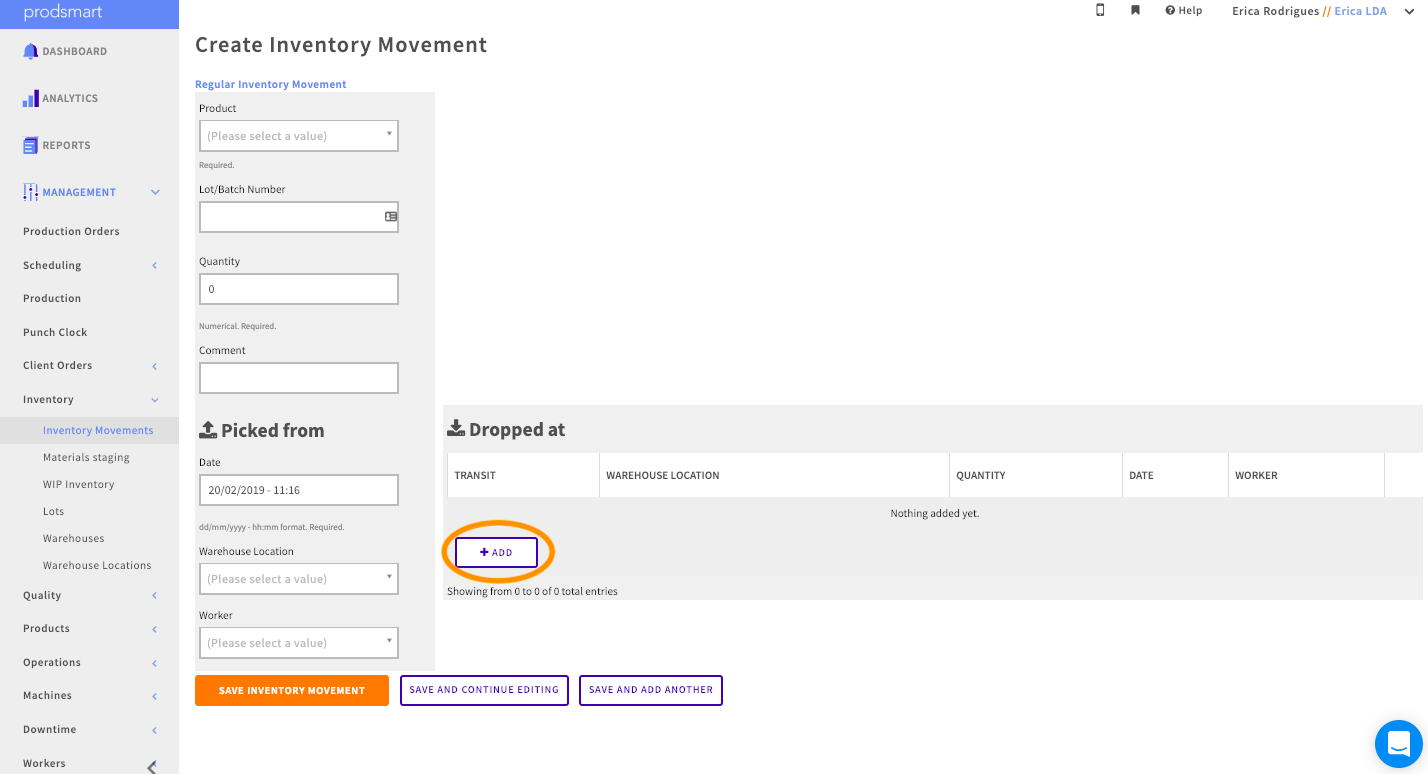 prodsmart
Help
Erica Rodrigues // Erica LDA
DASHBOARD
ANALYTICS
REPORTS
MANAGEMENT
Production Orders
Scheduling
Production
Punch Clock
Client Orders
Inventory
Inventory Movements
Materials staging
WIP Inventory
Lots
Warehouses
Warehouse Locations
Quality
Products
Operations
Machines
Downtime
Workers
Create Inventory Movement
Regular Inventory Movement
Product
(Please select a value)
Required.
Lot/Batch Number
Quantity
0
Numerical. Required.
Comment
Picked from
Date
20/02/2019 - 11:16
dd/mm/yyyy - hh:mm format. Required.
Warehouse Location
(Please select a value)
Worker
(Please select a value)
Dropped at
TRANSIT WAREHOUSE LOCATION QUANTITY DATE WORKER
Nothing added yet.
+ ADD
Showing from 0 to 0 of 0 total entries
SAVE INVENTORY MOVEMENT SAVE AND CONTINUE EDITING SAVE AND ADD ANOTHER